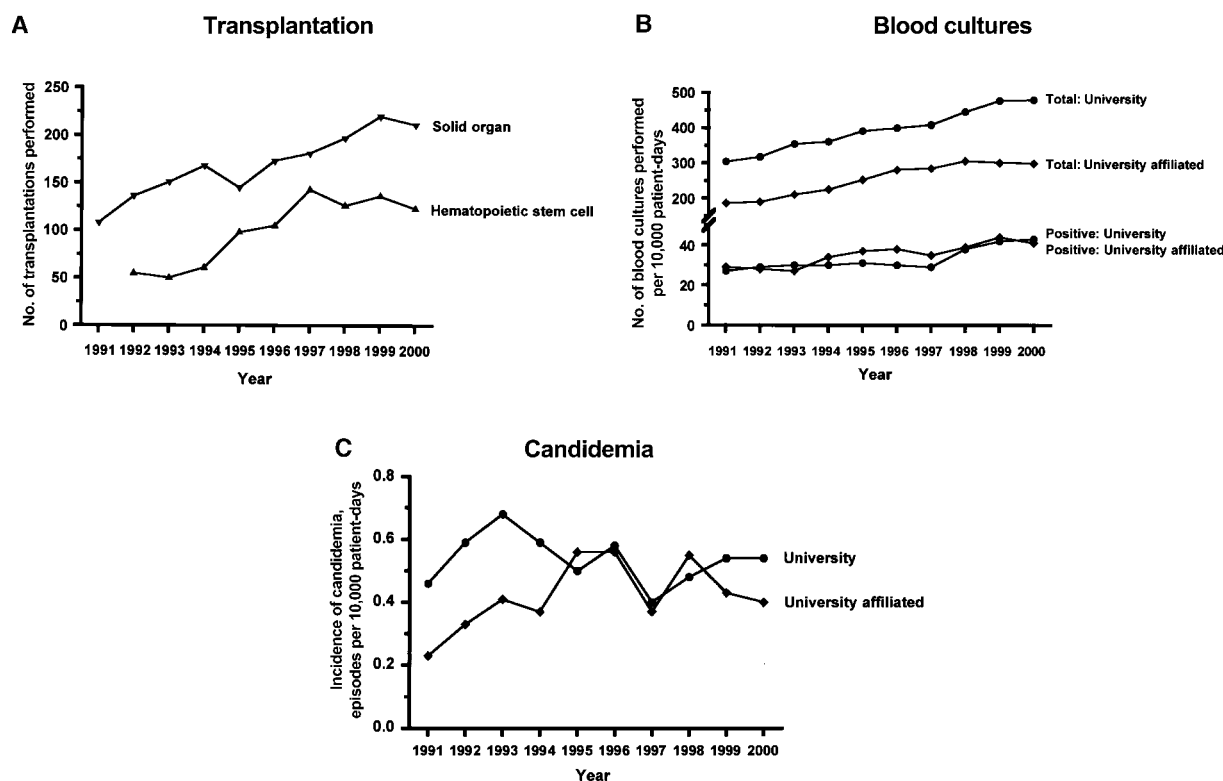 A
Transplantation
No. of transplantations performed
250
200
150
100
50
0
Solid organ
Hematopoietic stem cell
1991 1992 1993 1994 1995 1996 1997 1998 1999 2000
Year
B
Blood cultures
No. of blood cultures performed
per 10,000 patient-days
500
400
300
200
40
20
0
Total: University
Total: University affiliated
Positive: University
Positive: University affiliated
1991 1992 1993 1994 1995 1996 1997 1998 1999 2000
Year
C
Candidemia
Incidence of candidemia,
episodes per 10,000 patient-days
0.8
0.6
0.4
0.2
0.0
University
University affiliated
1991 1992 1993 1994 1995 1996 1997 1998 1999 2000
Year